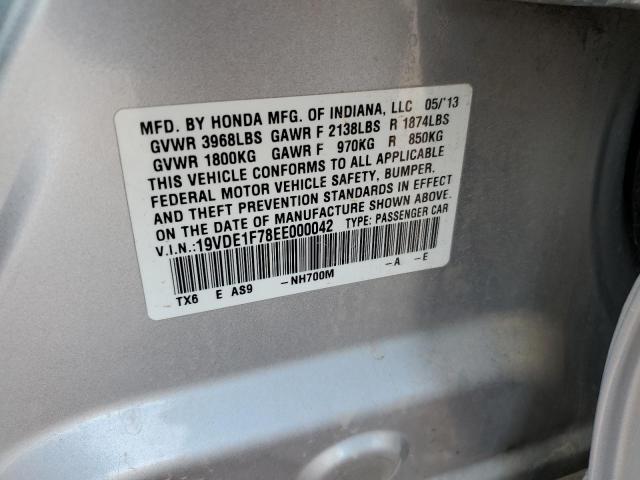 MFD. BY HONDA MFG. OF INDIANA, LLC 05/'13
GVWR 3968LBS GAWR F 2138LBS R 1874LBS
GVWR 1800KG GAWR F 970KG R 850KG
THIS VEHICLE CONFORMS TO ALL APPLICABLE
FEDERAL MOTOR VEHICLE SAFETY, BUMPER,
AND THEFT PREVENTION STANDARDS IN EFFECT
ON THE DATE OF MANUFACTURE SHOWN ABOVE.
V.I.N.:19VDE1F78EE000042 TYPE: PASSENGER CAR
TX6 E AS9 -NH700M -A -E